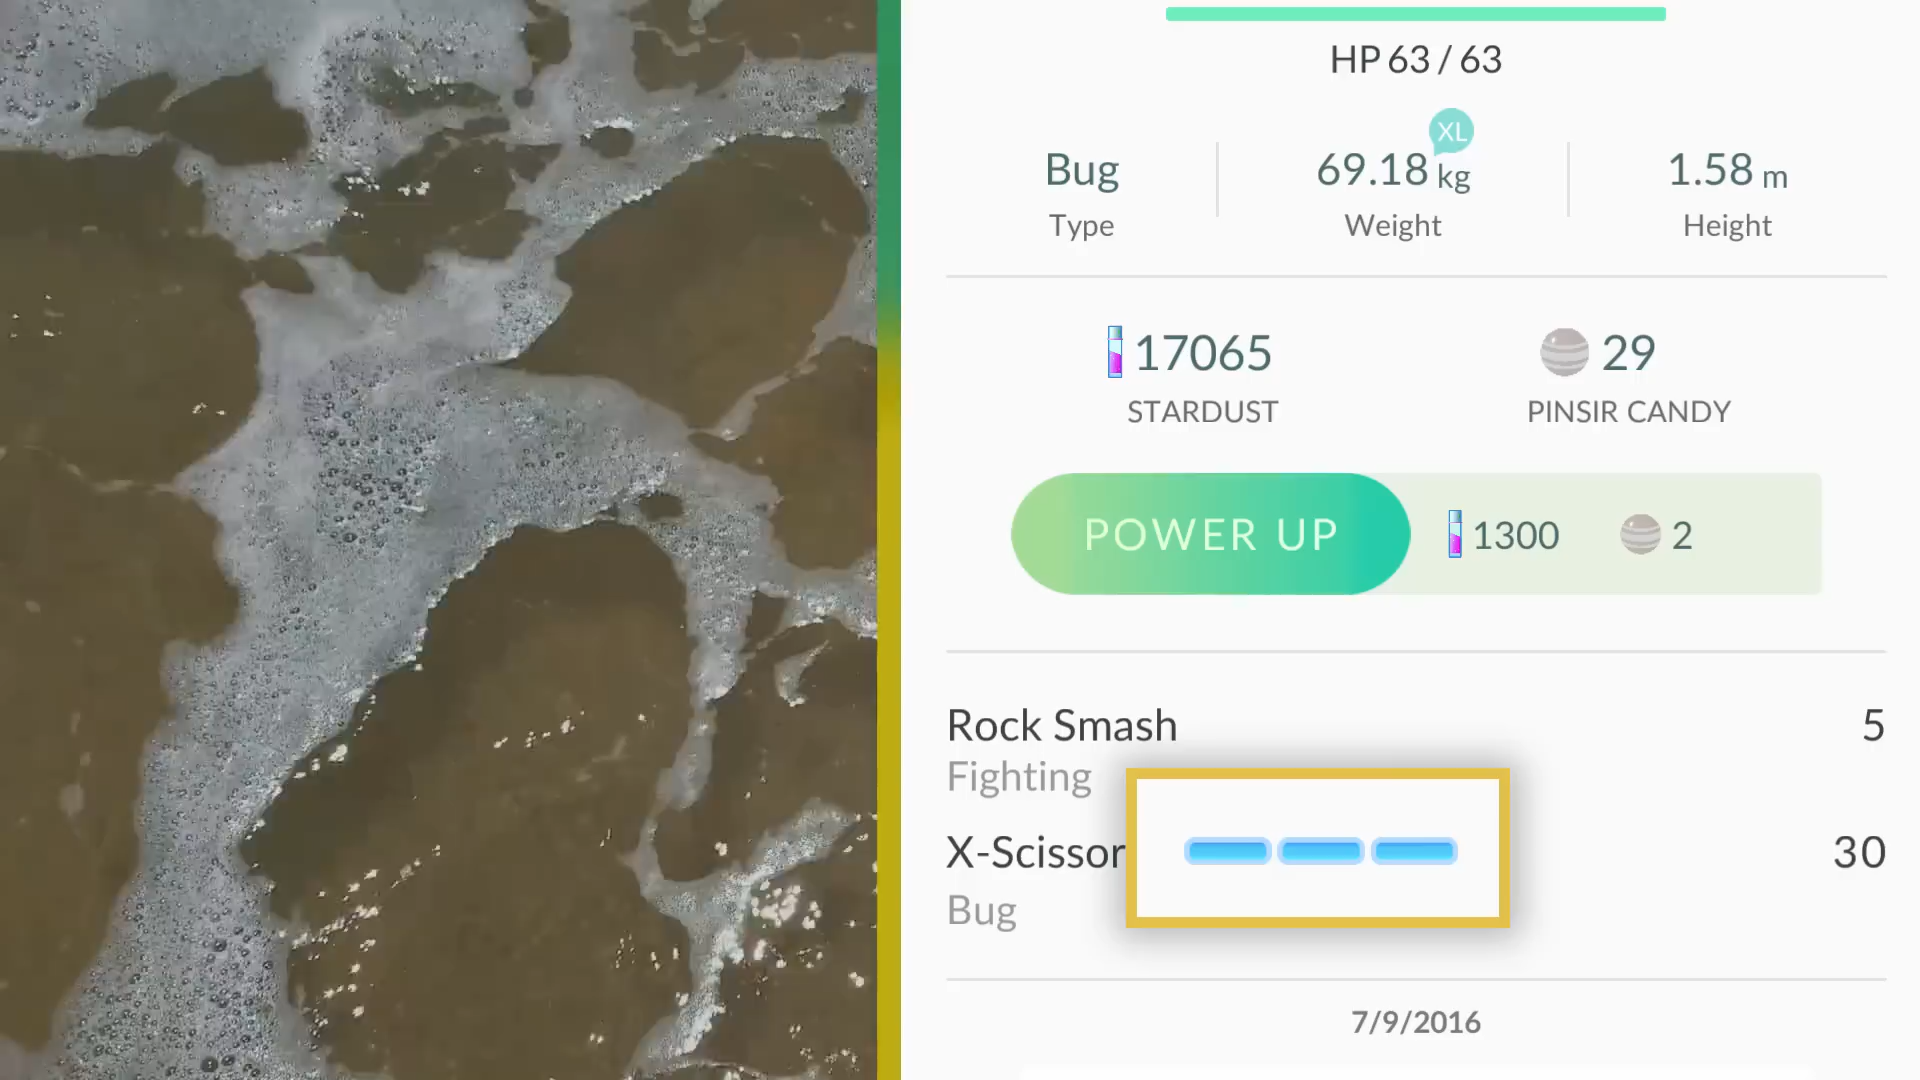 HP 63 / 63
XL
Bug
69.18 kg
1.58 m
Type
Weight
Height
17065
29
STARDUST
PINSIR CANDY
POWER UP
1300
2
Rock Smash
5
Fighting
X-Scissor
30
Bug
7/9/2016